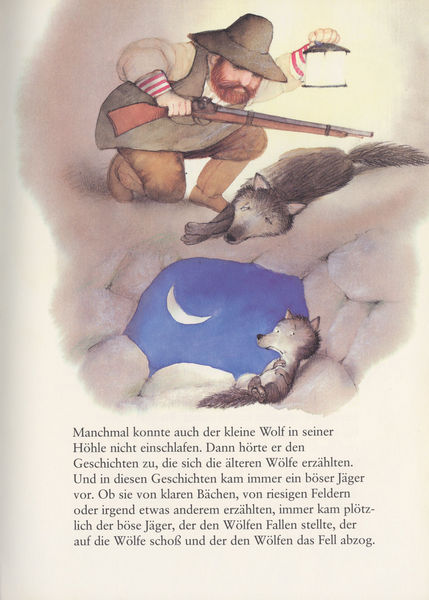 Manchmal konnte auch der kleine Wolf in seiner
Höhle nicht einschlafen. Dann hörte er den
Geschichten zu, die sich die älteren Wölfe erzählten.
Und in diesen Geschichten kam immer ein böser Jäger
vor. Ob sie von klaren Bächen, von riesigen Feldern
oder irgend etwas anderem erzählten, immer kam plötz-
lich der böse Jäger, der den Wölfen Fallen stellte, der
auf die Wölfe schoß und der den Wölfen das Fell abzog.